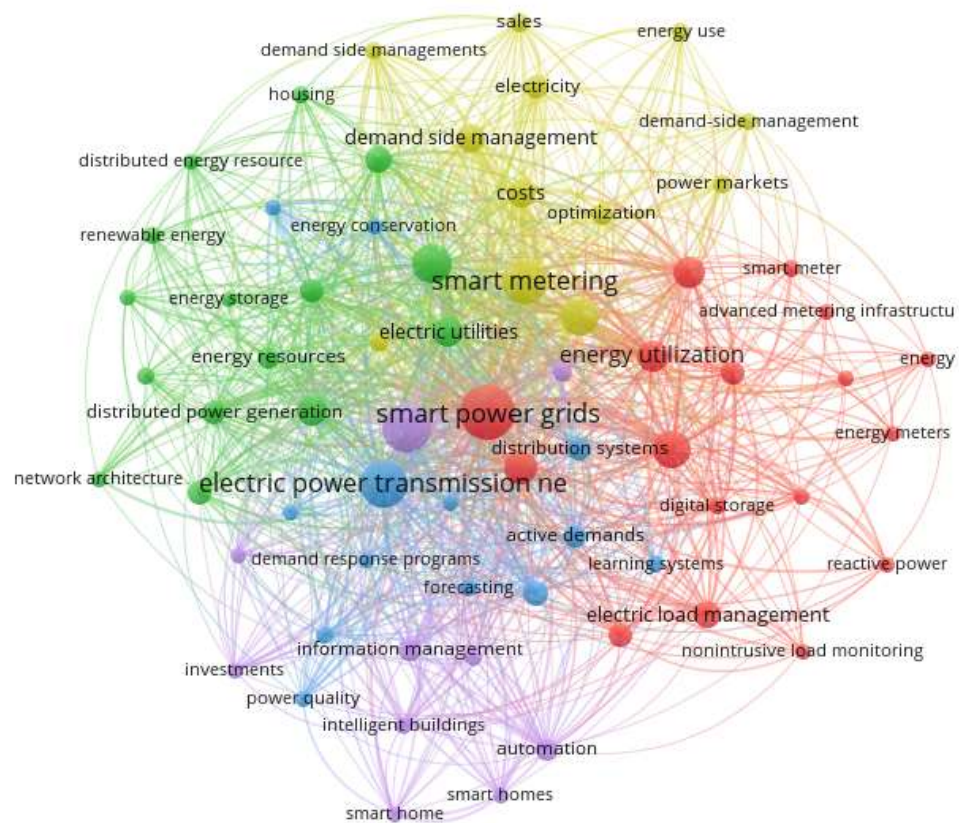 sales
energy use
demand side managements
electricity
housing
demand-side management
demand side management
distributed energy resource
power markets
costs
optimization
energy conservation
renewable energy
smart meter
smart metering
energy storage
advanced metering infrastructu
electric utilities
energy resources
energy utilization
energy
distributed power generation
smart power grids
energy meters
distribution systems
network architecture
electric power transmission ne
digital storage
active demands
demand response programs
learning systems
reactive power
forecasting
electric load management
information management
nonintrusive load monitoring
investments
power quality
intelligent buildings
automation
smart homes
smart home